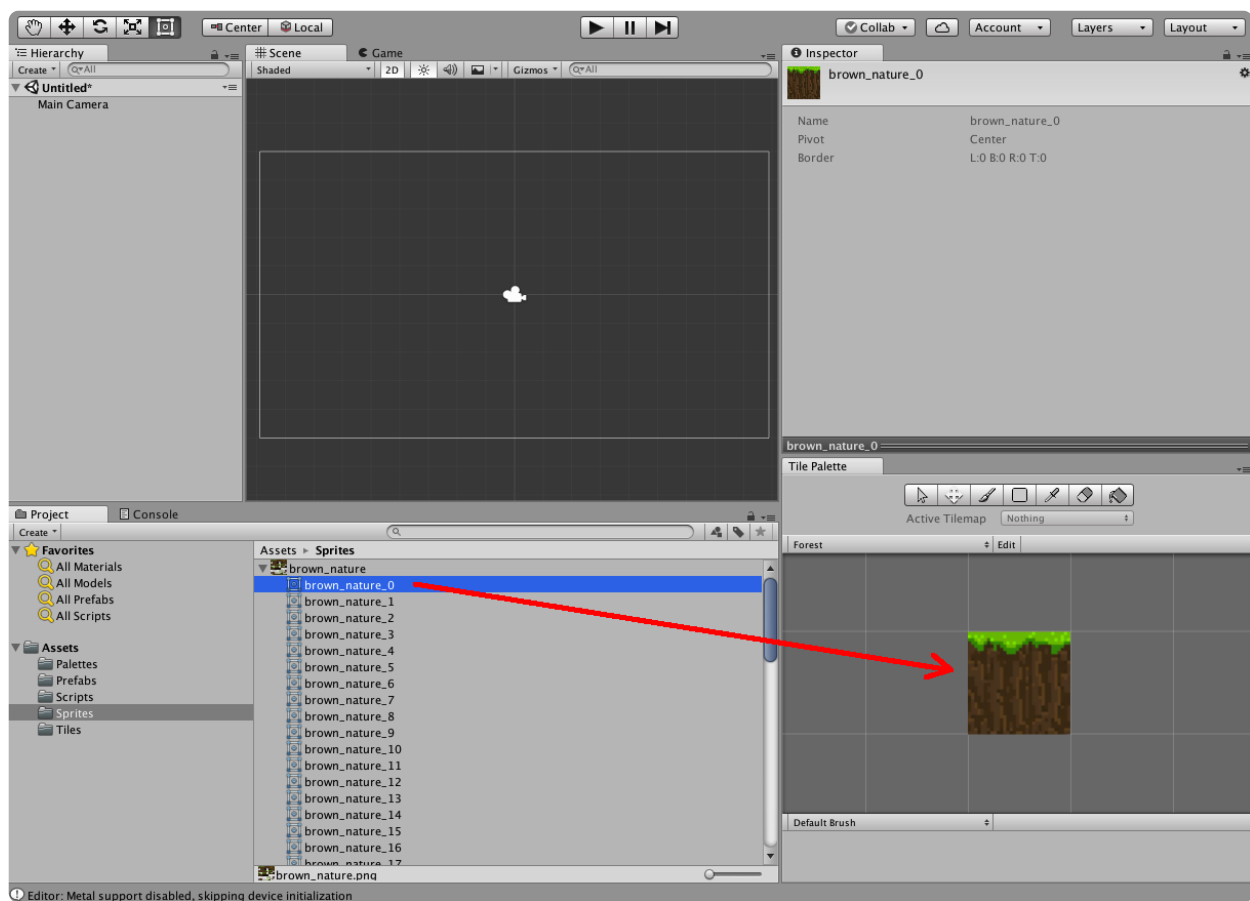 Center Local Collab Account Layers Layout
Hierarchy
Create All
Untitled*
Main Camera
Scene Game
Shaded 2D Gizmos All
Inspector
brown_nature_0
Name brown_nature_0
Pivot Center
Border L:0 B:0 R:0 T:0
brown_nature_0
Tile Palette
Active Tilemap Nothing
Forest Edit
Default Brush
Project Console
Create
Favorites
All Materials
All Models
All Prefabs
All Scripts
Assets
Palettes
Prefabs
Scripts
Sprites
Tiles
Assets Sprites
brown_nature
brown_nature_0
brown_nature_1
brown_nature_2
brown_nature_3
brown_nature_4
brown_nature_5
brown_nature_6
brown_nature_7
brown_nature_8
brown_nature_9
brown_nature_10
brown_nature_11
brown_nature_12
brown_nature_13
brown_nature_14
brown_nature_15
brown_nature_16
brown_nature_17
brown_nature.png
Editor: Metal support disabled, skipping device initialization